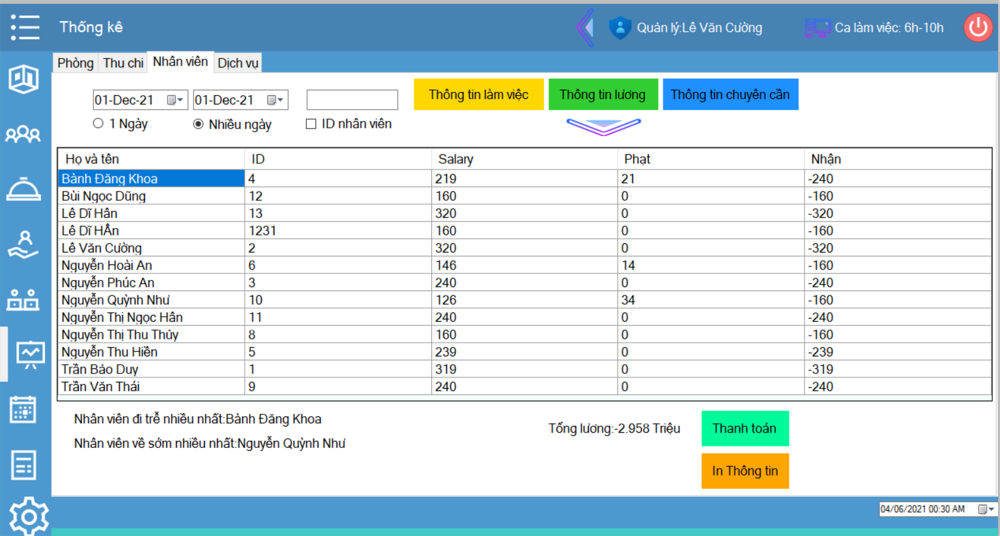 Thống kê
Quản lý:Lê Văn Cường
Ca làm việc: 6h-10h
Phòng Thu chi Nhân viên Dịch vụ
01-Dec-21 01-Dec-21
Thông tin làm việc Thông tin lương Thông tin chuyên cần
1 Ngày Nhiều ngày ID nhân viên
Họ và tên ID Salary Phạt Nhận
Bành Đăng Khoa 4 219 21 -240
Bùi Ngọc Dũng 12 160 0 -160
Lê Dĩ Hân 13 320 0 -320
Lê Dĩ HÂn 1231 160 0 -160
Lê Văn Cường 2 320 0 -320
Nguyễn Hoài An 6 146 14 -160
Nguyễn Phúc An 3 240 0 -240
Nguyễn Quỳnh Như 10 126 34 -160
Nguyễn Thị Ngọc Hân 11 240 0 -240
Nguyễn Thị Thu Thủy 8 160 0 -160
Nguyễn Thu Hiền 5 239 0 -239
Trần Bảo Duy 1 319 0 -319
Trần Văn Thái 9 240 0 -240
Nhân viên đi trễ nhiều nhất:Bành Đăng Khoa
Nhân viên về sớm nhiều nhất:Nguyễn Quỳnh Như
Tổng lương:-2.958 Triệu
Thanh toán
In Thông tin
04/06/2021 00:30 AM